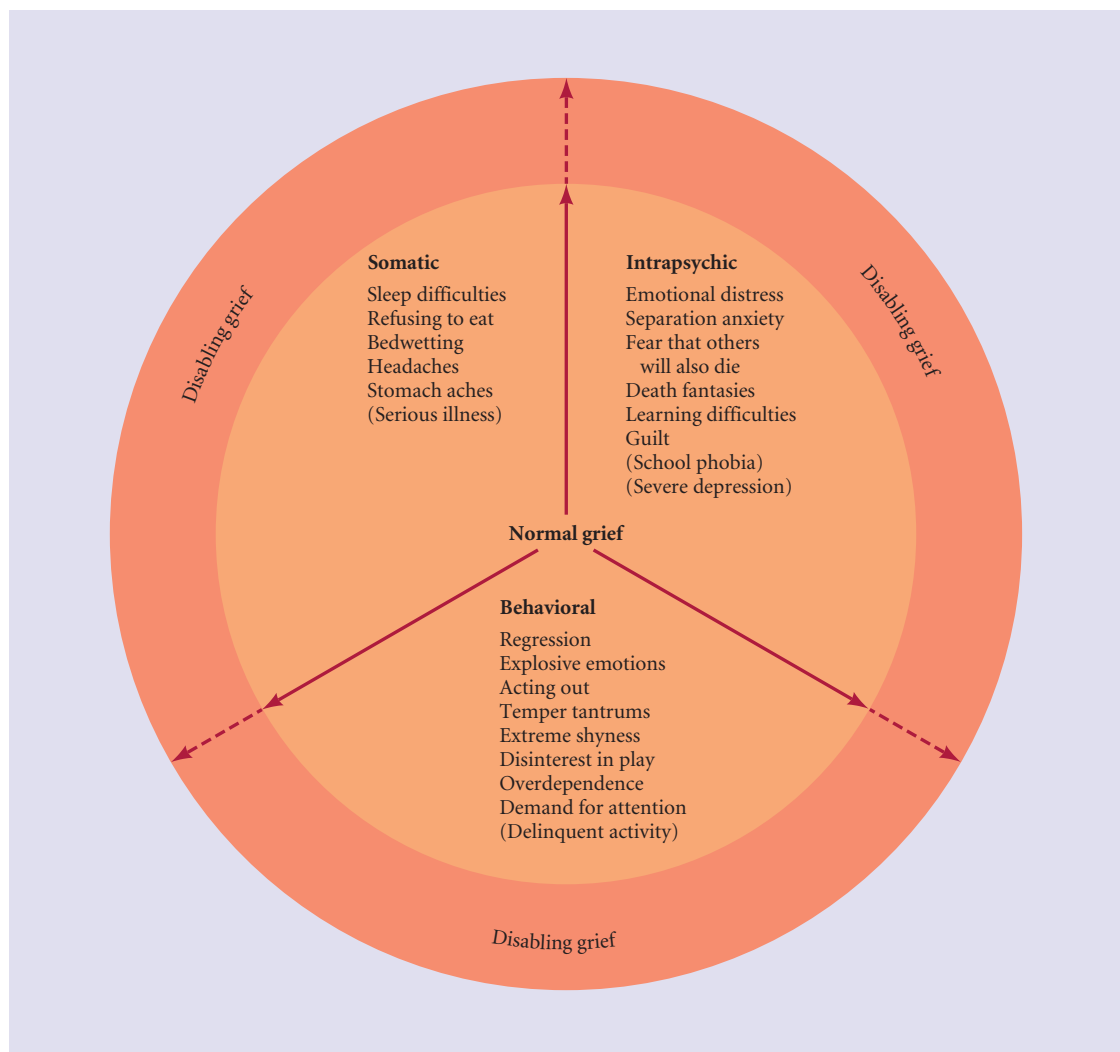 Somatic
Sleep difficulties
Refusing to eat
Bedwetting
Headaches
Stomach aches
(Serious illness)
Intrapsychic
Emotional distress
Separation anxiety
Fear that others
will also die
Death fantasies
Learning difficulties
Guilt
(School phobia)
(Severe depression)
Disabling grief
Disabling grief
Normal grief
Behavioral
Regression
Explosive emotions
Acting out
Temper tantrums
Extreme shyness
Disinterest in play
Overdependence
Demand for attention
(Delinquent activity)
Disabling grief